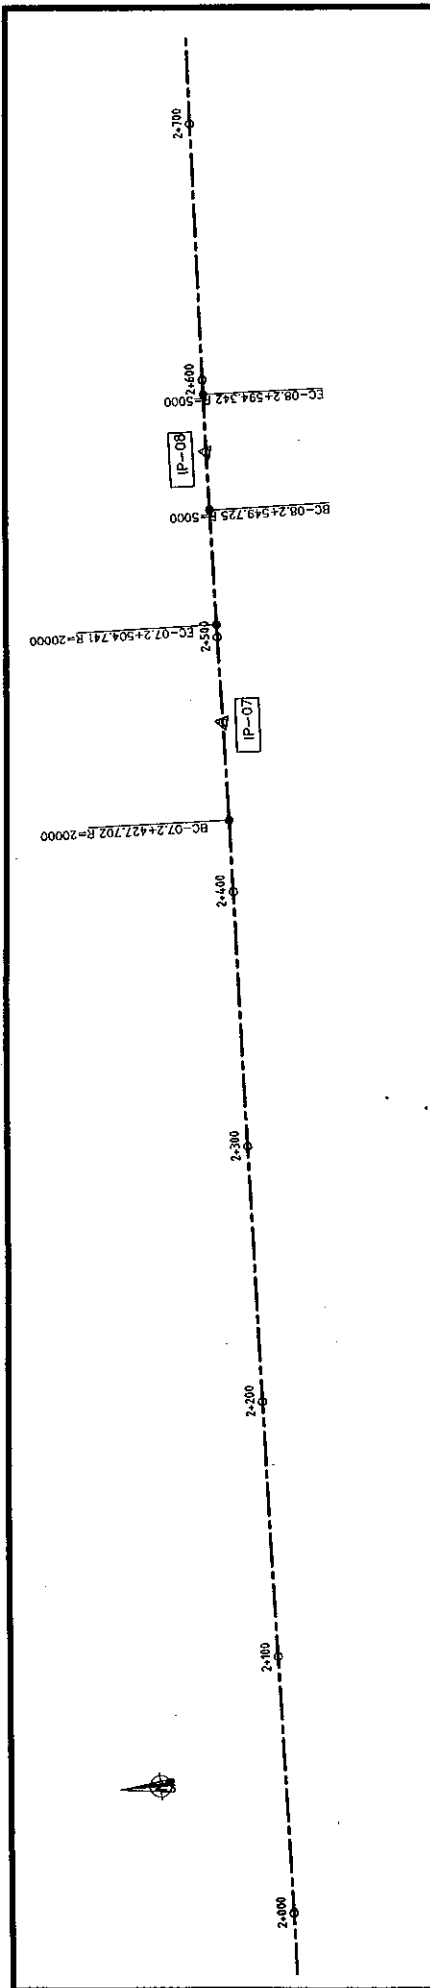 2+700
2+600
EC-08.2+594.342 R=5000
IP-08
BC-08.2+549.725 R=5000
EC-07.2+504.741 R=20000
2+500
IP-07
BC-07.2+427.702 R=20000
2+400
2+300
2+200
2+100
2+000